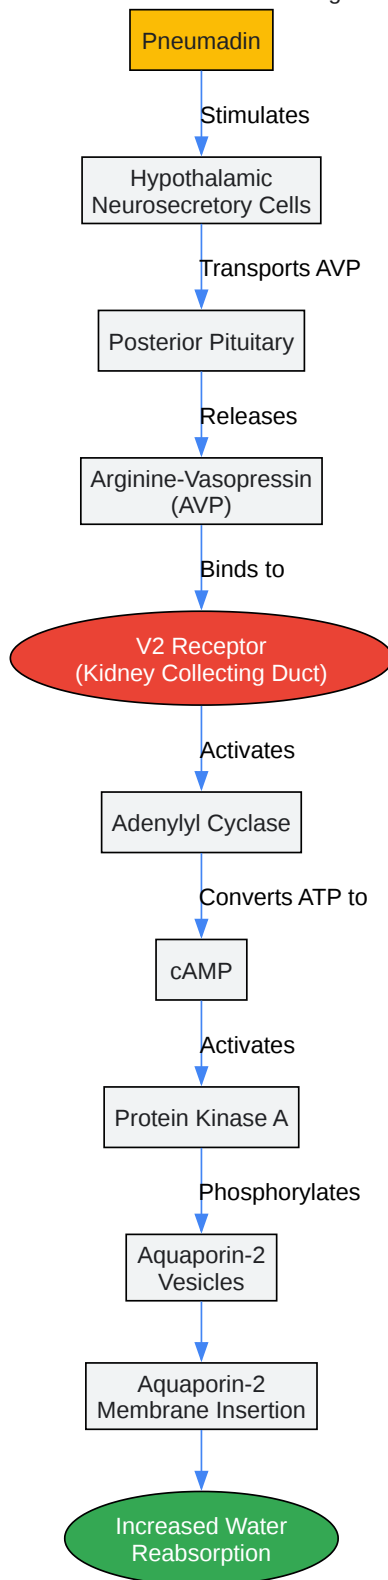 Pneumadin
Stimulates
Hypothalamic
Neurosecretory Cells
Transports AVP
Posterior Pituitary
Releases
Arginine-Vasopressin
(AVP)
Binds to
V2 Receptor
(Kidney Collecting Duct)
Activates
Adenylyl Cyclase
Converts ATP to
cAMP
Activates
Protein Kinase A
Phosphorylates
Aquaporin-2
Vesicles
Aquaporin-2
Membrane Insertion
Increased Water
Reabsorption